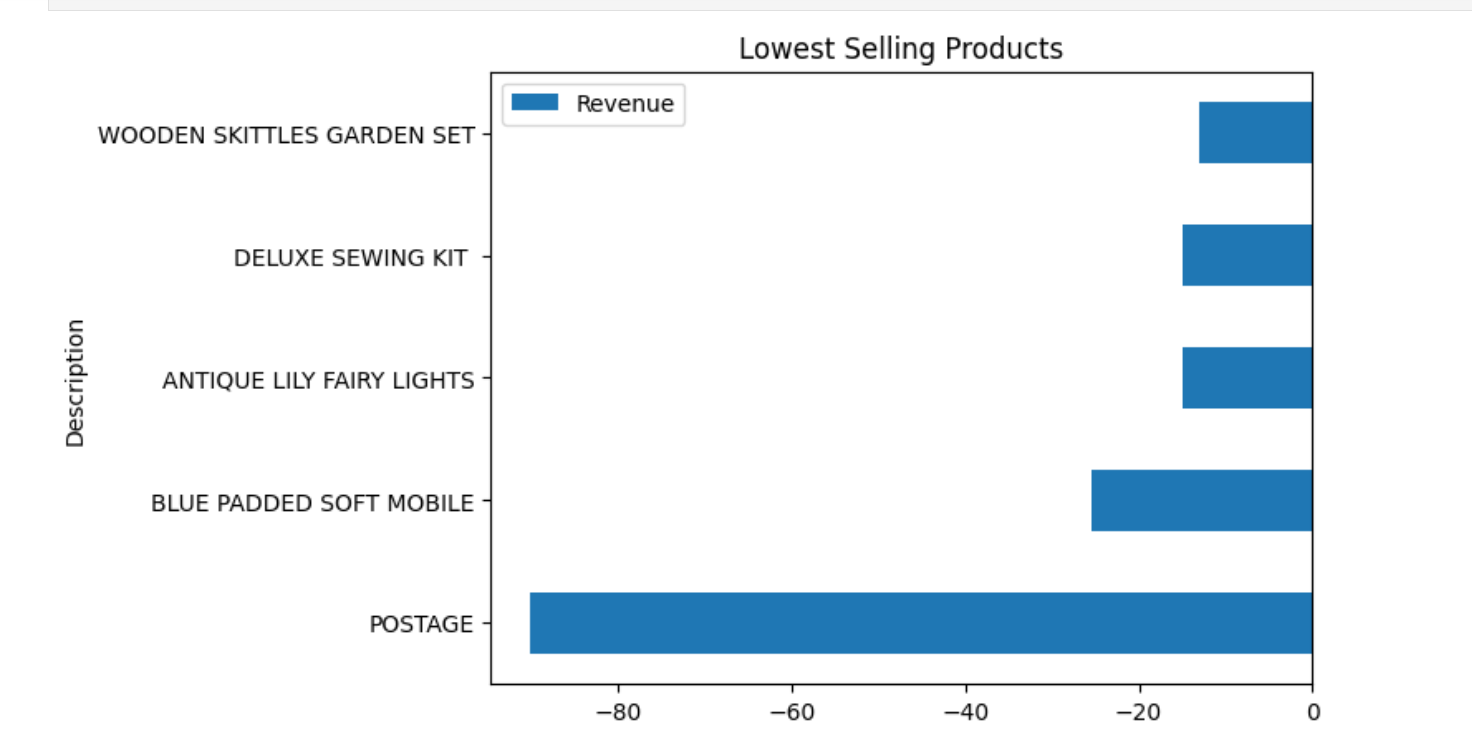 Lowest Selling Products
Revenue
WOODEN SKITTLES GARDEN SET
DELUXE SEWING KIT
ANTIQUE LILY FAIRY LIGHTS
BLUE PADDED SOFT MOBILE
POSTAGE
Description
−80 −60 −40 −20 0